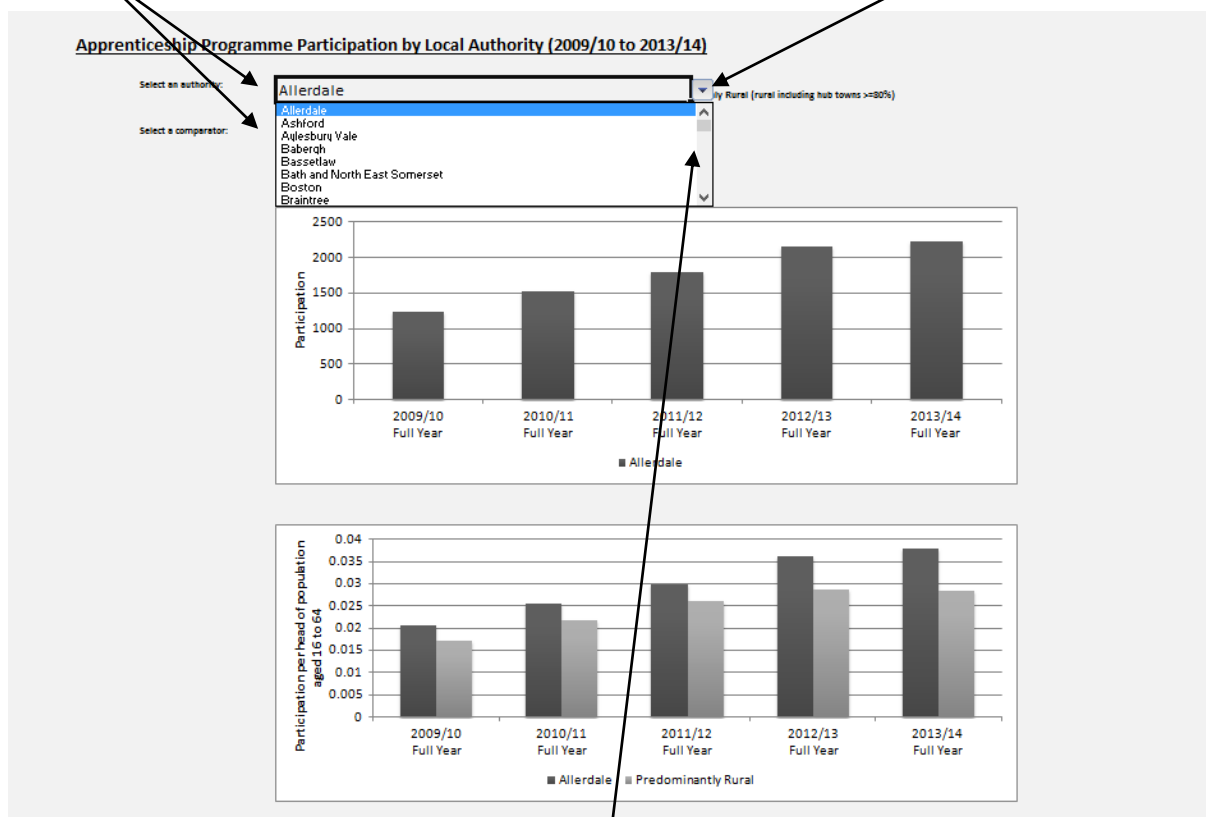 Apprenticeship Programme Participation by Local Authority (2009/10 to 2013/14)
Select an authority:
Allerdale
Rural (rural including hub towns >=80%)
Allerdale
Ashford
Aylesbury Vale
Babergh
Bassetlaw
Bath and North East Somerset
Boston
Braintree
Select a comparator:
2500
2000
1500
1000
500
0
Participation
2009/10 2010/11 2011/12 2012/13 2013/14
Full Year Full Year Full Year Full Year Full Year
Allerdale
0.04
0.035
0.03
0.025
0.02
0.015
0.01
0.005
0
Participation per head of population
aged 16 to 64
2009/10 2010/11 2011/12 2012/13 2013/14
Full Year Full Year Full Year Full Year Full Year
Allerdale Predominantly Rural